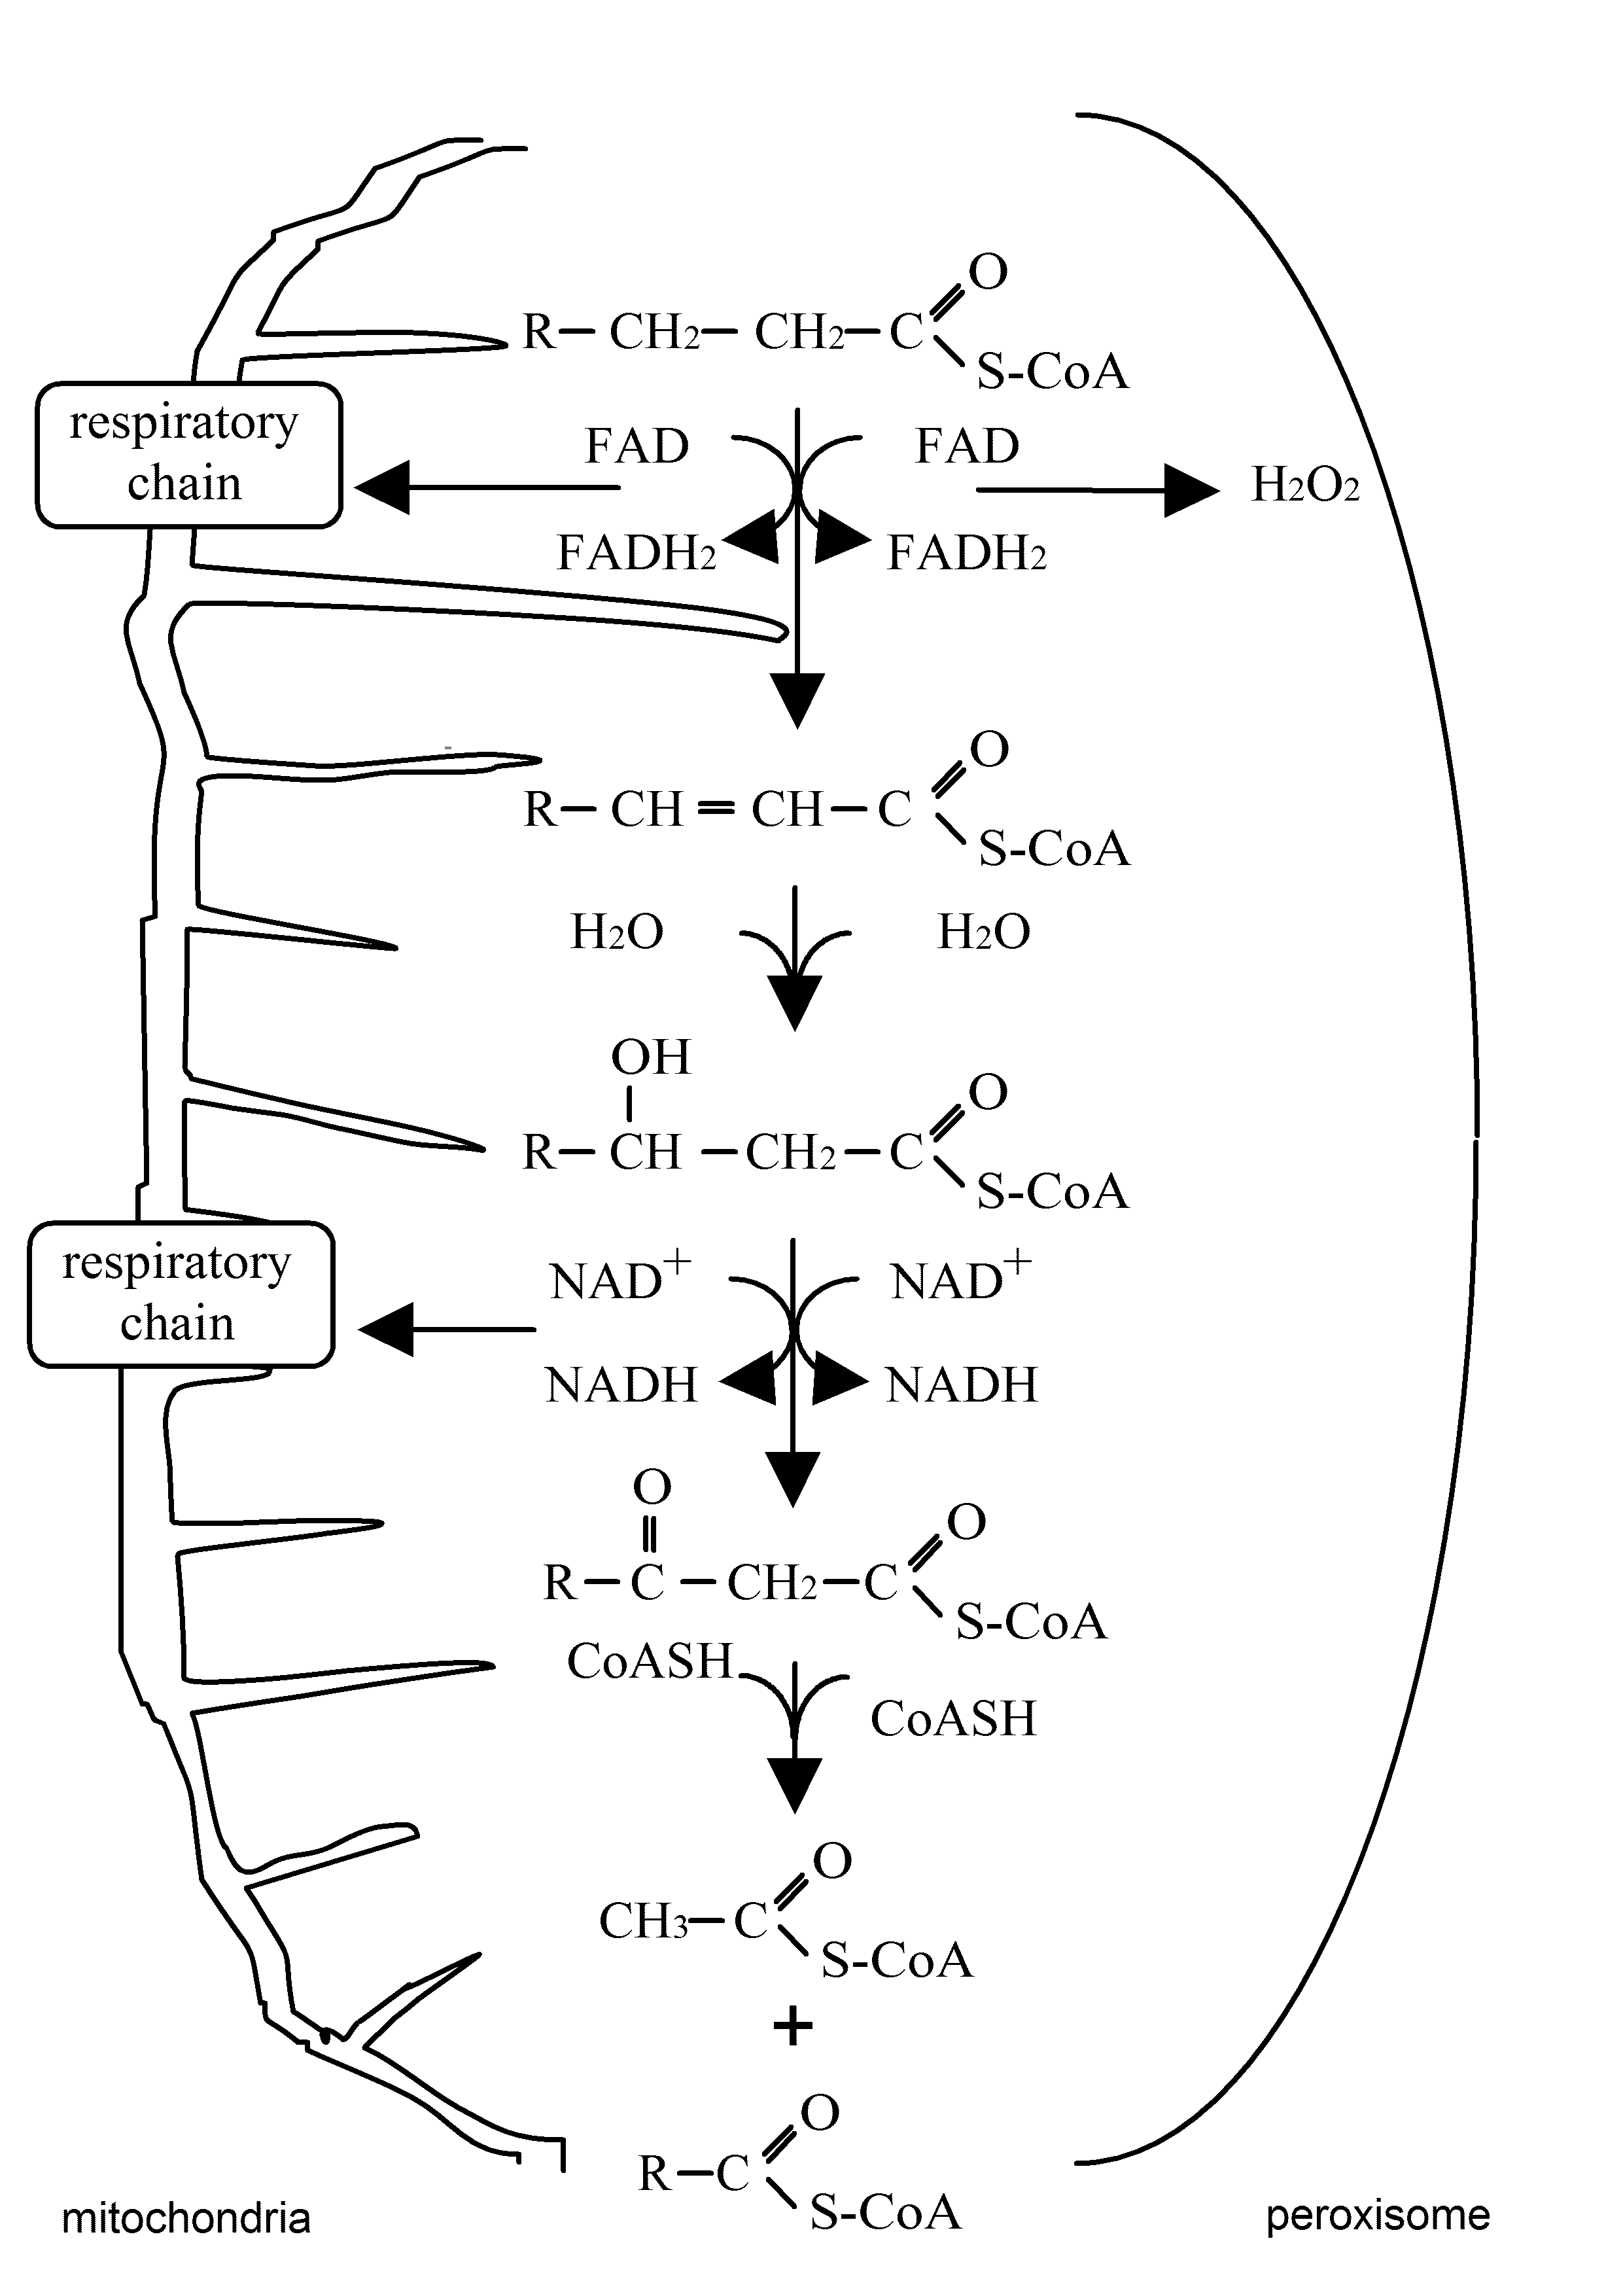 O
R— CH2— CH2— C
S-CoA
respiratory
chain
FAD FAD
H2O2
FADH2 FADH2
O
R— CH = CH — C
S-CoA
H2O H2O
OH
O
R— CH — CH2— C
S-CoA
respiratory
chain
NAD+ NAD+
NADH NADH
O
O
R— C — CH2— C
S-CoA
CoASH
CoASH
O
CH3— C
S-CoA
+
O
R—C
S-CoA
mitochondria peroxisome